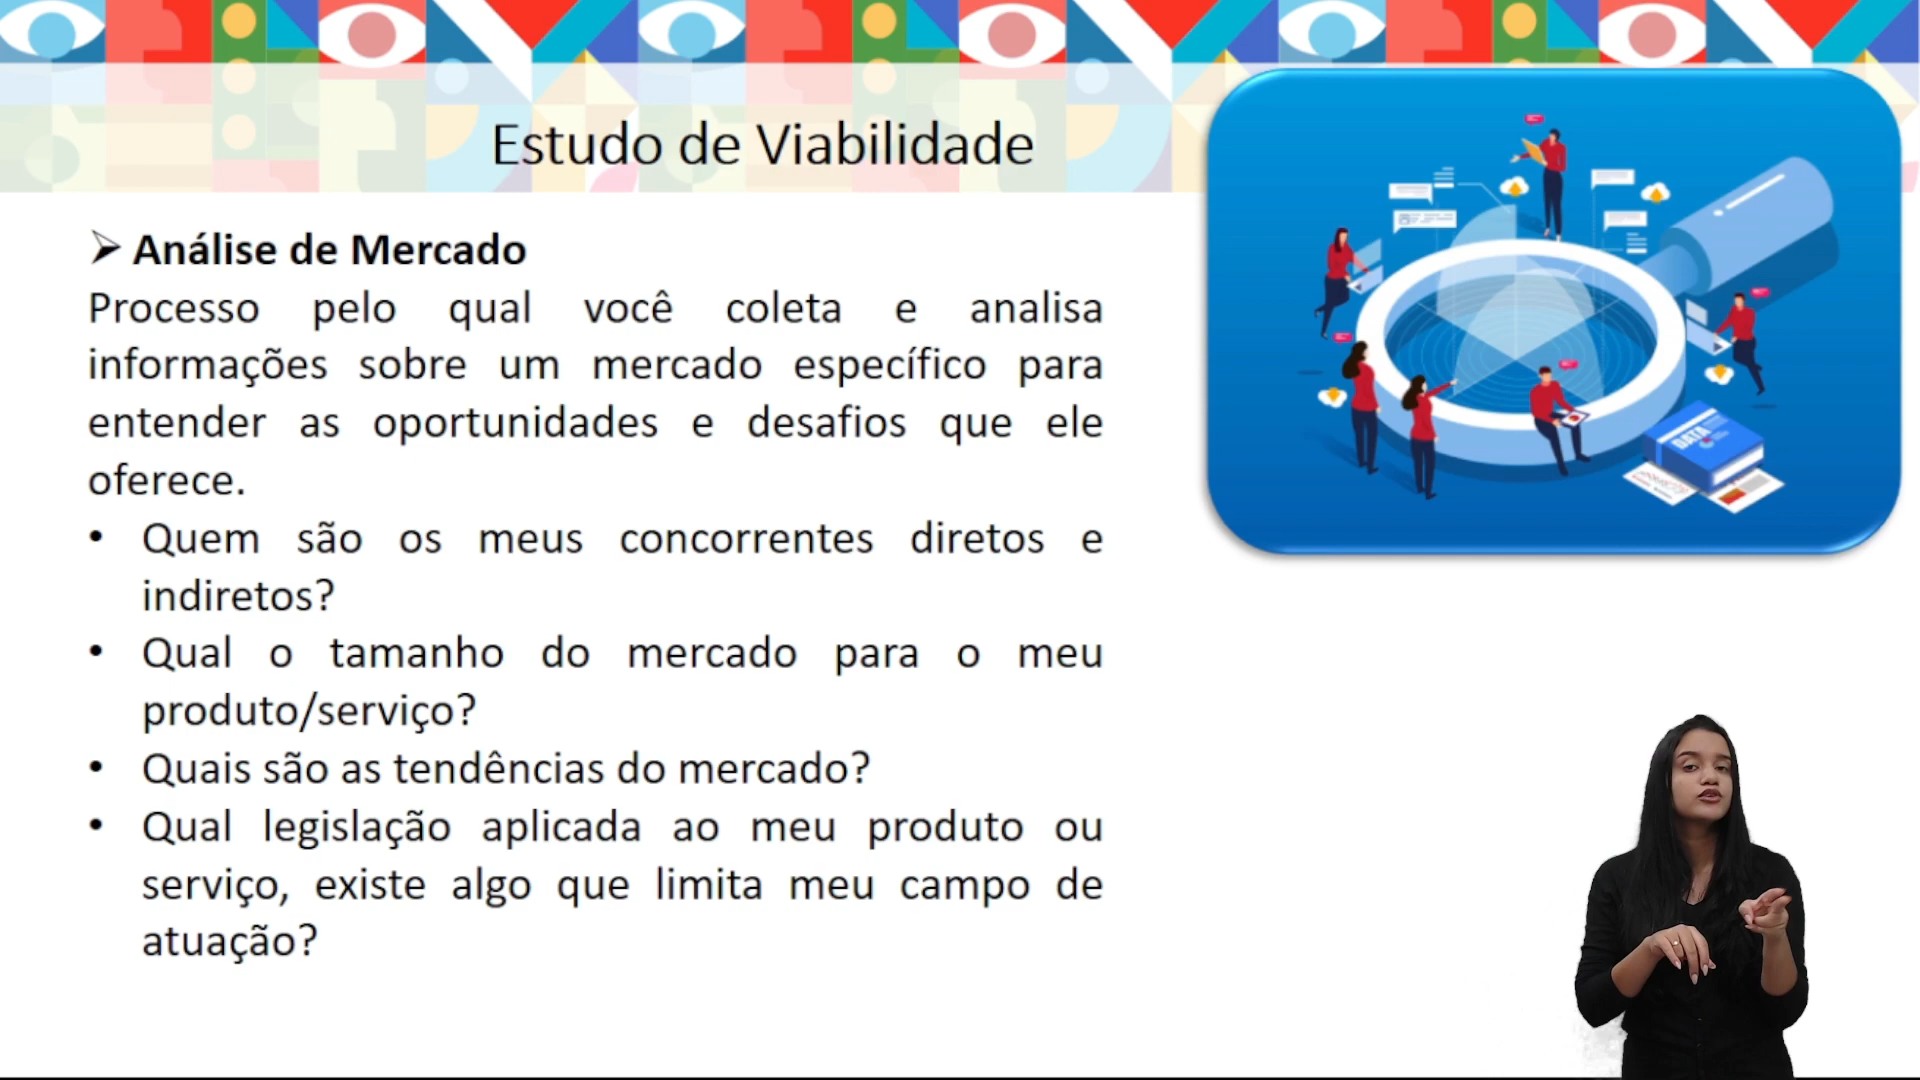 Estudo de Viabilidade
➢ Análise de Mercado
Processo pelo qual você coleta e analisa
informações sobre um mercado específico para
entender as oportunidades e desafios que ele
oferece.
• Quem são os meus concorrentes diretos e
indiretos?
• Qual o tamanho do mercado para o meu
produto/serviço?
• Quais são as tendências do mercado?
• Qual legislação aplicada ao meu produto ou
serviço, existe algo que limita meu campo de
atuação?
DATA